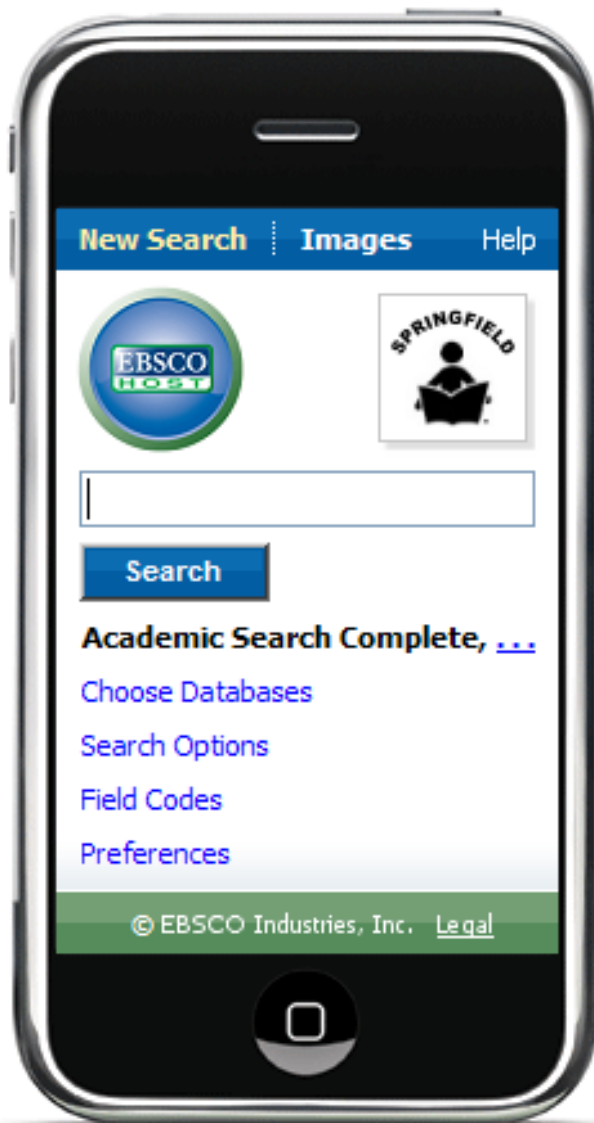 New Search Images Help
EBSCO
HOST
SPRINGFIELD
Search
Academic Search Complete, ...
Choose Databases
Search Options
Field Codes
Preferences
© EBSCO Industries, Inc. Legal